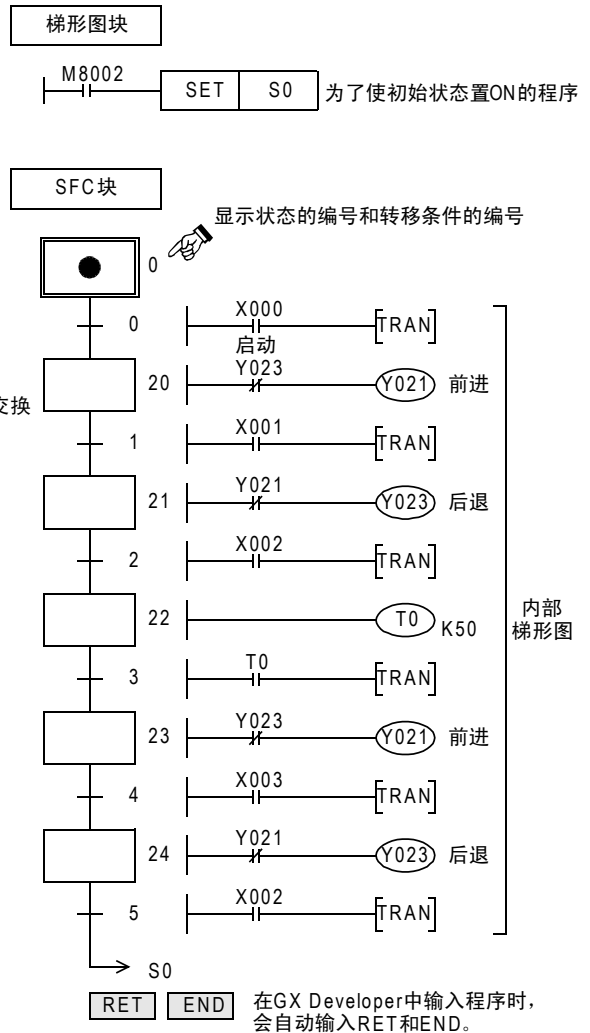 梯形图块
M8002
SET S0 为了使初始状态置ON的程序
SFC块
显示状态的编号和转移条件的编号
0
0 X000 TRAN
启动
20 Y023 Y021 前进
交换
1 X001 TRAN
21 Y021 Y023 后退
2 X002 TRAN
22 T0 K50
内部
梯形图
3 T0 TRAN
23 Y023 Y021 前进
4 X003 TRAN
24 Y021 Y023 后退
5 X002 TRAN
S0
RET END 在GX Developer中输入程序时，
会自动输入RET和END。